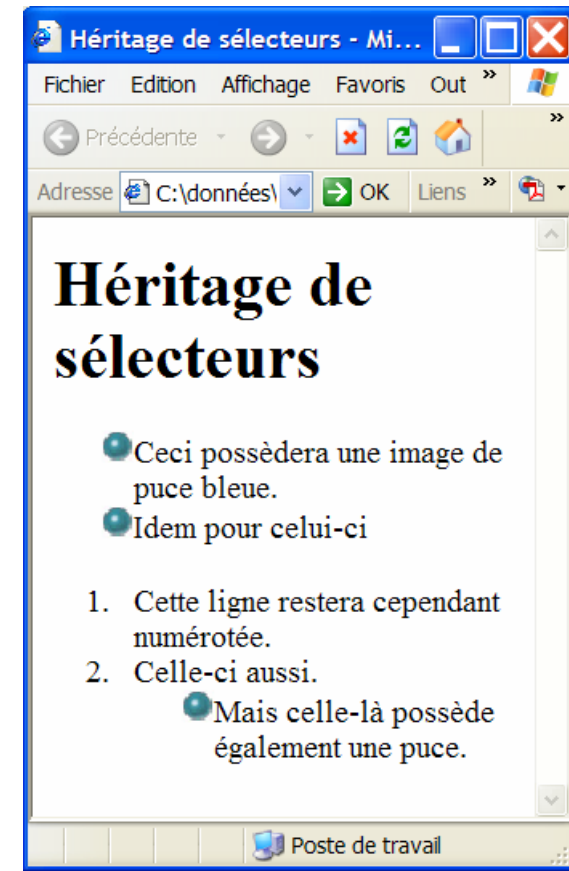 Héritage de sélecteurs - Mi...
Fichier Edition Affichage Favoris Out »
Précédente »
Adresse C:\données\ OK Liens »
Héritage de
sélecteurs
Ceci possèdera une image de
puce bleue.
Idem pour celui-ci
1. Cette ligne restera cependant
numérotée.
2. Celle-ci aussi.
Mais celle-là possède
également une puce.
Poste de travail